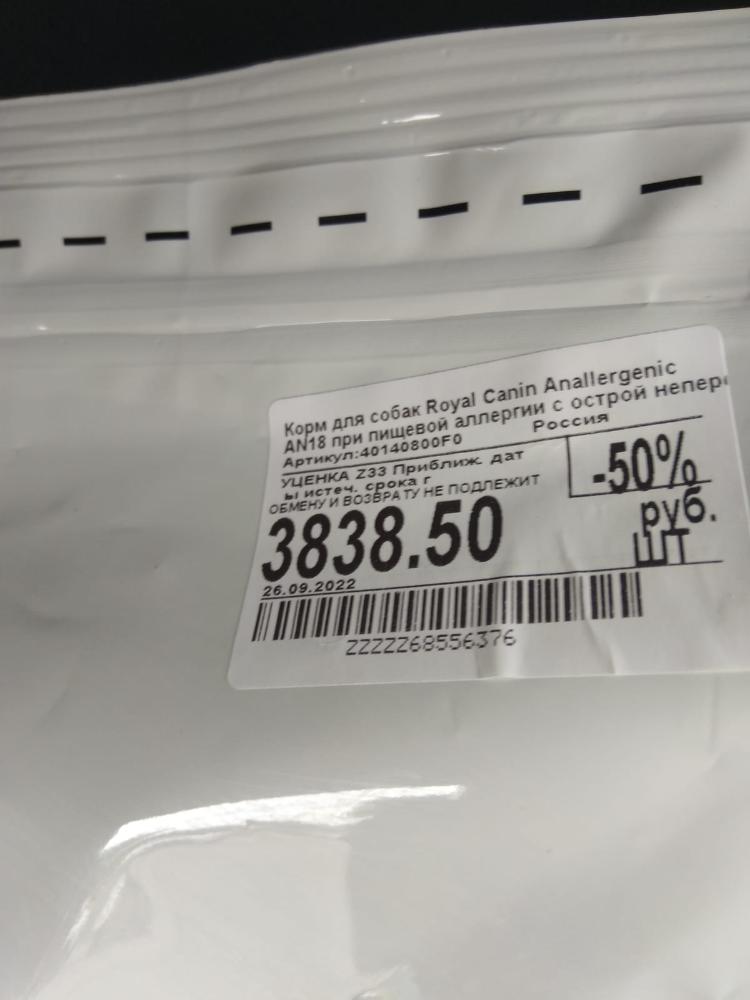 Корм для собак Royal Canin Anallergenic
AN18 при пищевой аллергии с острой непер
Артикул:40140800F0 Россия
УЦЕНКА Z33 Приближ. дат
ы истеч. срока г
ОБМЕНУ И ВОЗВРАТУ НЕ ПОДЛЕЖИТ
-50%
3838.50
руб.
ШТ
26.09.2022
ZZZZZ68556376